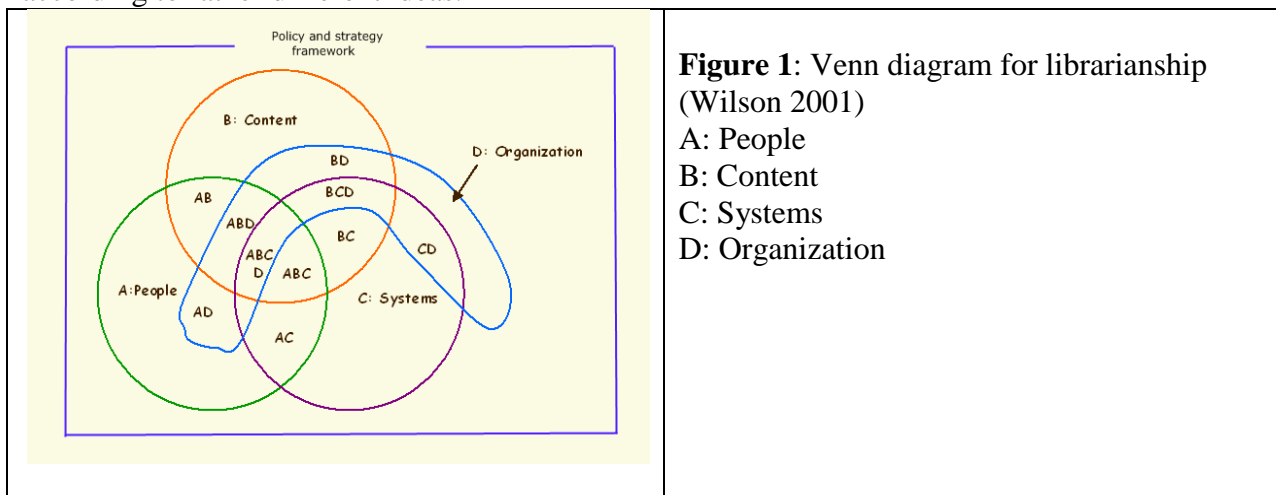 Policy and strategy
framework
B: Content
BD
D: Organization
AB
BCD
ABD
BC
ABC
D
ABC
CD
A:People
C: Systems
AD
AC
Figure 1: Venn diagram for librarianship
(Wilson 2001)
A: People
B: Content
C: Systems
D: Organization